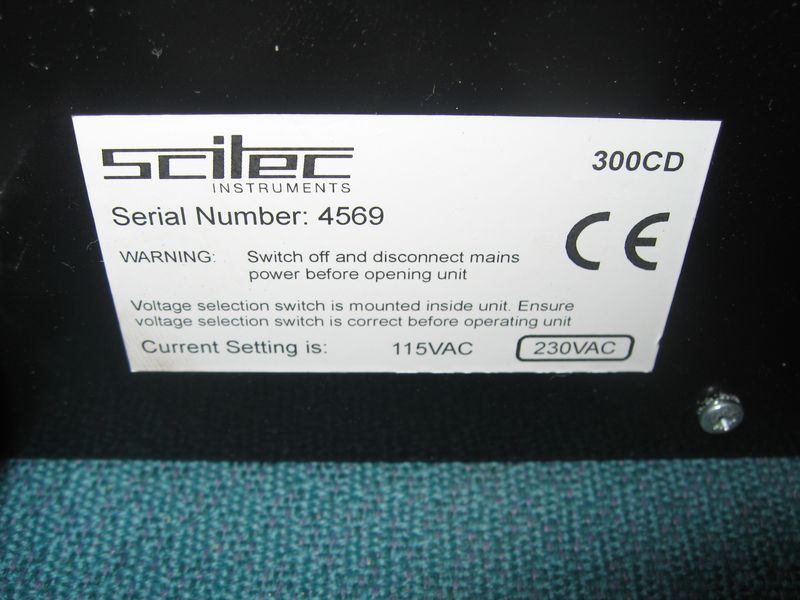 scitec
INSTRUMENTS
300CD
Serial Number: 4569
CE
WARNING: Switch off and disconnect mains
power before opening unit
Voltage selection switch is mounted inside unit. Ensure
voltage selection switch is correct before operating unit
Current Setting is: 115VAC 230VAC